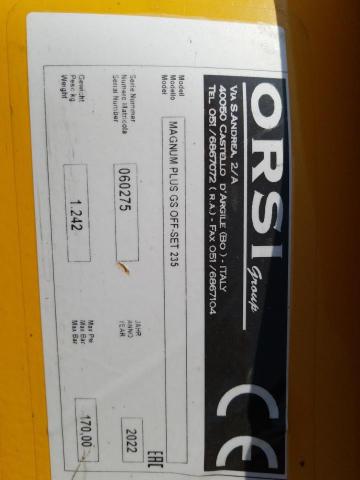 ORSI Group
VIA S.ANDREA, 2/A
40050 CASTELLO D'ARGILE (BO) - ITALY
TEL. 051/6867072 (R.A.) - FAX 051/6867104
CE
Modell
Modello
Model
MAGNUM PLUS GS OFF-SET 235
EAC
Serie Nummer
Numero Matricola
Serial Number
060275
JAHR
ANNO
YEAR
2022
Gewicht
Peso kg.
Weight
1.242
Max Psi
Max Bar
Max Bar
170.00